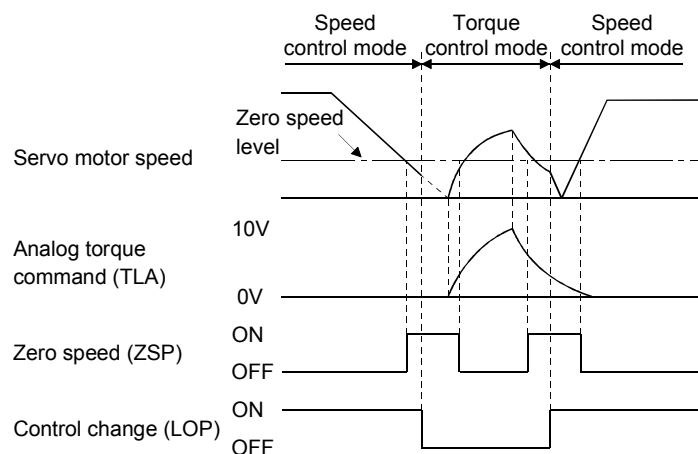 Speed
control mode
Torque
control mode
Speed
control mode
Zero speed
level
Servo motor speed
10V
Analog torque
command (TLA)
0V
ON
Zero speed (ZSP)
OFF
ON
Control change (LOP)
OFF